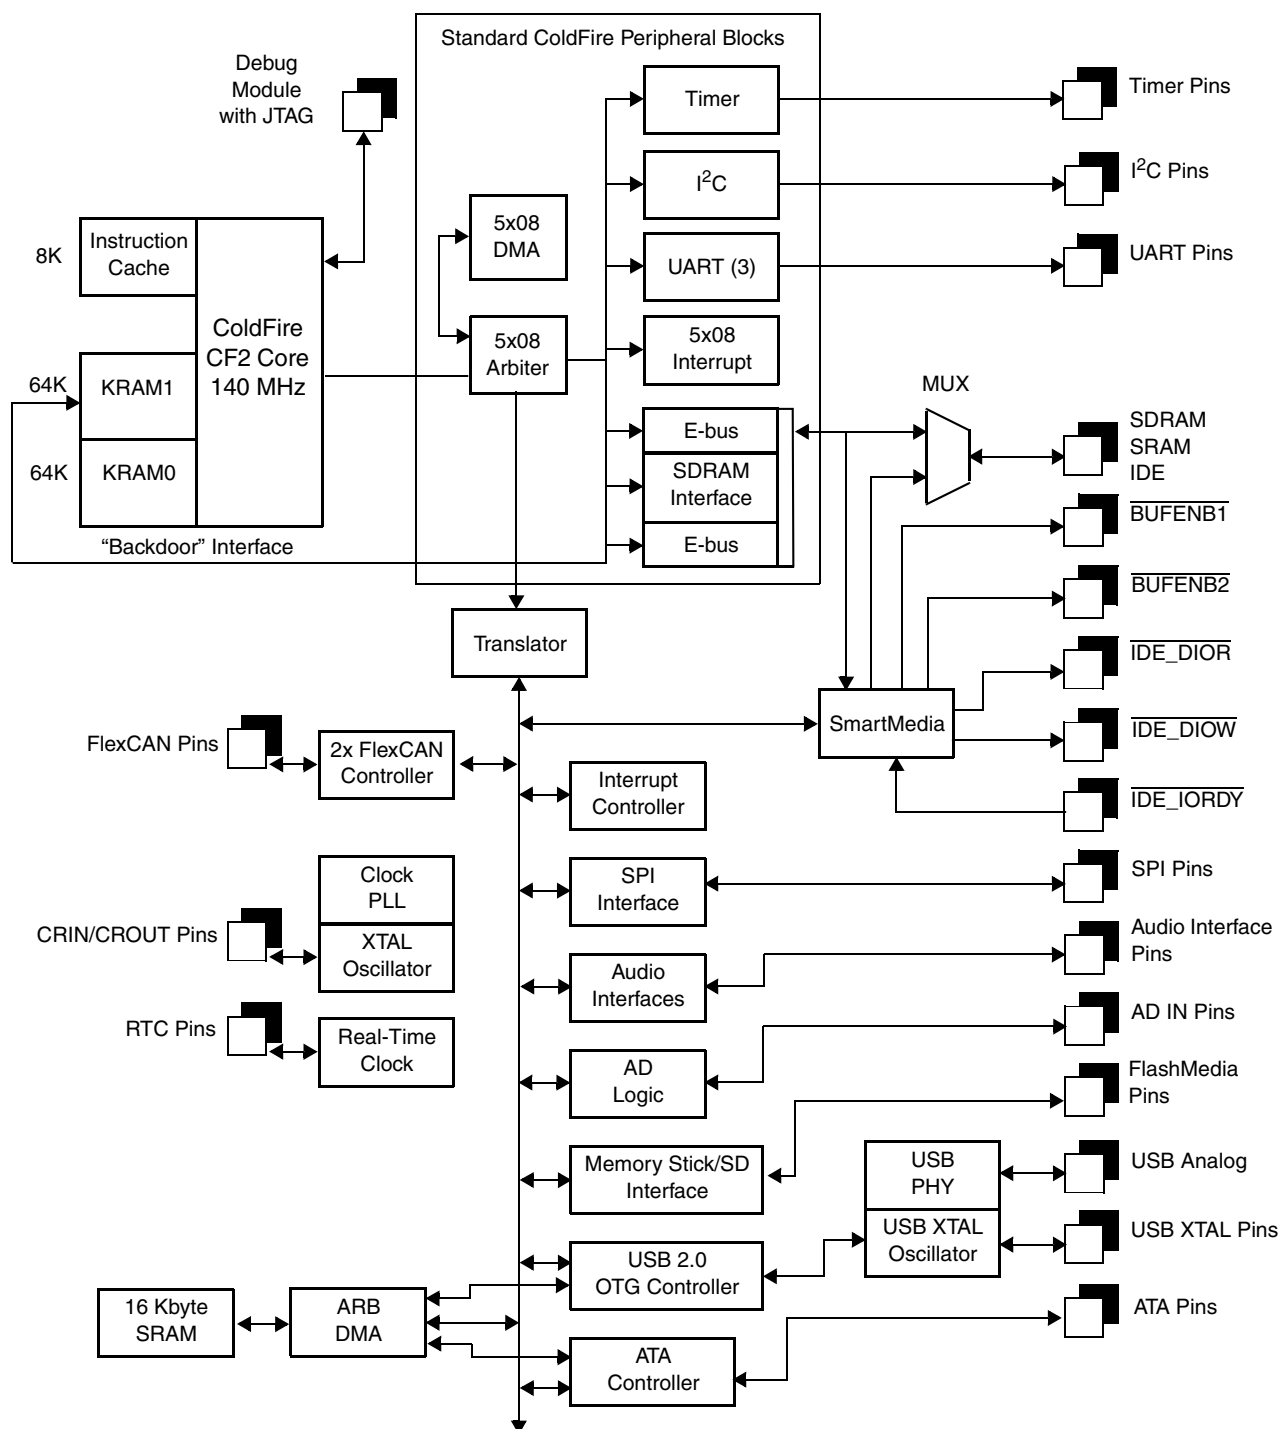 Standard ColdFire Peripheral Blocks
Debug
Module
with JTAG
Timer
Timer Pins
I²C
I²C Pins
5x08
DMA
UART (3)
UART Pins
8K
Instruction
Cache
ColdFire
CF2 Core
140 MHz
5x08
Arbiter
5x08
Interrupt
64K
KRAM1
MUX
E-bus
SDRAM
SRAM
IDE
64K
KRAM0
SDRAM
Interface
BUFENB1
“Backdoor” Interface
E-bus
BUFENB2
Translator
IDE_DIOR
SmartMedia
IDE_DIOW
FlexCAN Pins
2x FlexCAN
Controller
Interrupt
Controller
IDE_IORDY
Clock
PLL
SPI
Interface
SPI Pins
CRIN/CROUT Pins
XTAL
Oscillator
Audio
Interfaces
Audio Interface
Pins
RTC Pins
Real-Time
Clock
AD
Logic
AD IN Pins
FlashMedia
Pins
Memory Stick/SD
Interface
USB
PHY
USB Analog
USB XTAL
Oscillator
USB XTAL Pins
USB 2.0
OTG Controller
16 Kbyte
SRAM
ARB
DMA
ATA Pins
ATA
Controller